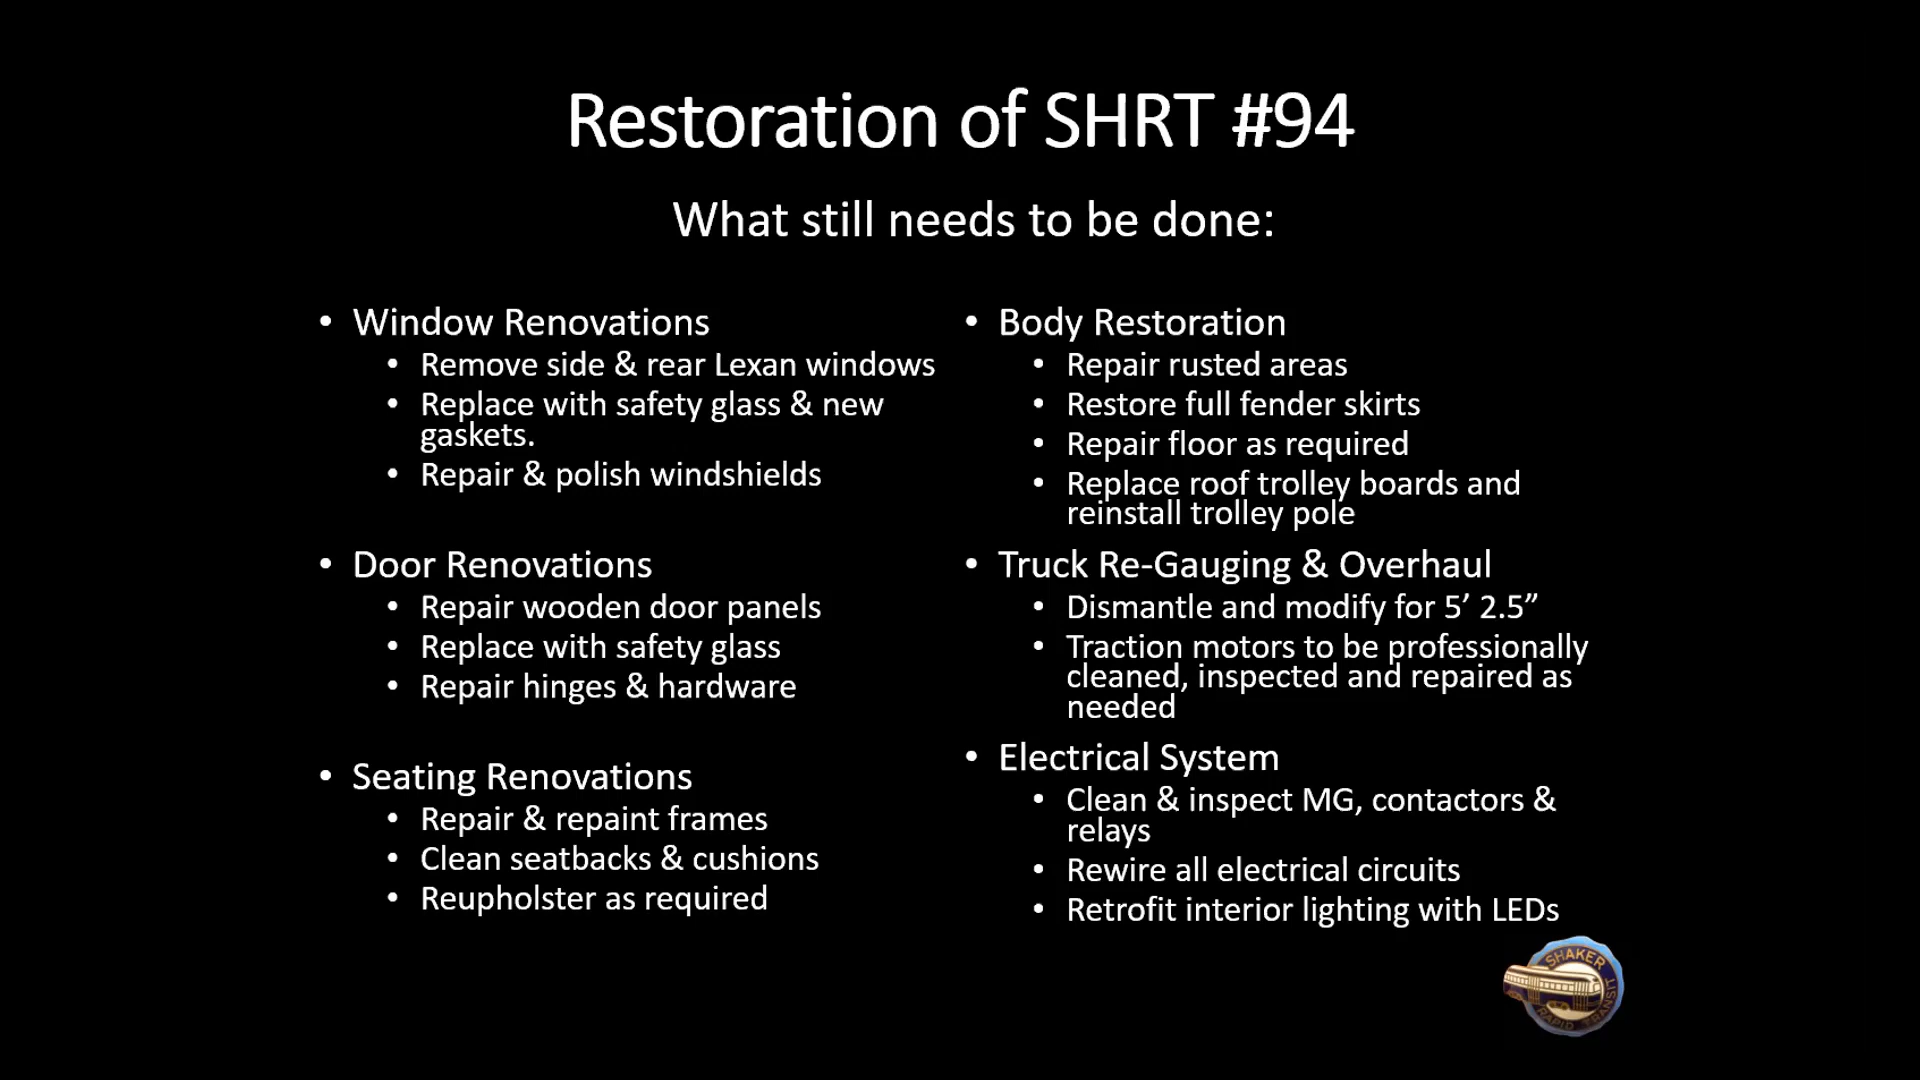 Restoration of SHRT #94
What still needs to be done:
• Window Renovations
• Remove side & rear Lexan windows
• Replace with safety glass & new
gaskets.
• Repair & polish windshields
• Door Renovations
• Repair wooden door panels
• Replace with safety glass
• Repair hinges & hardware
• Seating Renovations
• Repair & repaint frames
• Clean seatbacks & cushions
• Reupholster as required
• Body Restoration
• Repair rusted areas
• Restore full fender skirts
• Repair floor as required
• Replace roof trolley boards and
reinstall trolley pole
• Truck Re-Gauging & Overhaul
• Dismantle and modify for 5’ 2.5”
• Traction motors to be professionally
cleaned, inspected and repaired as
needed
• Electrical System
• Clean & inspect MG, contactors &
relays
• Rewire all electrical circuits
• Retrofit interior lighting with LEDs
SHAKER
RAPID TRANSIT